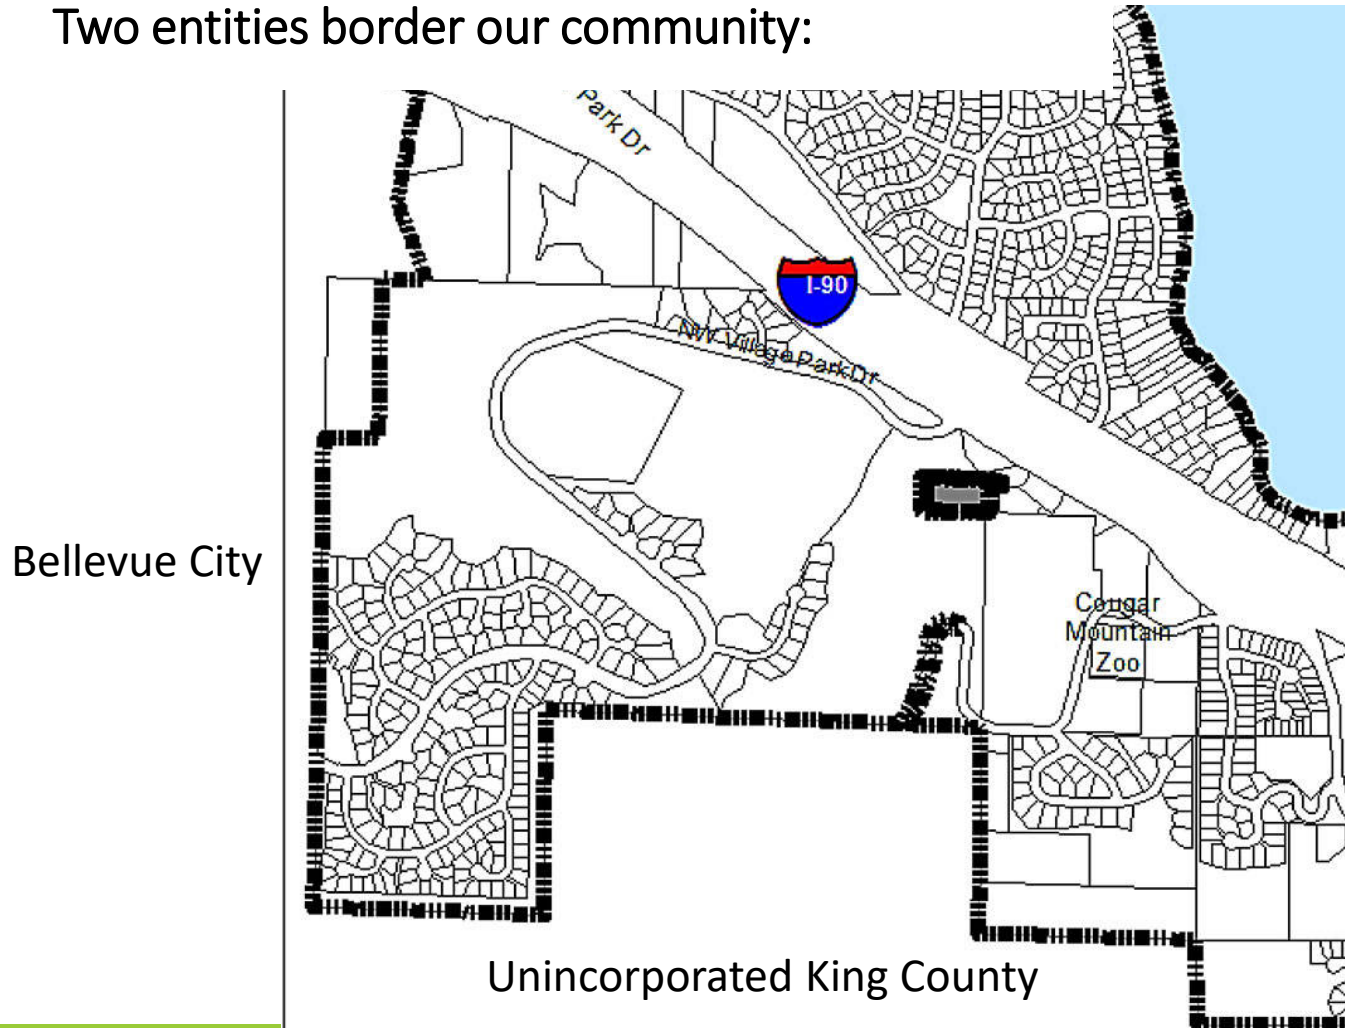 Two entities border our community:
Park Dr
I-90
NW Village Park Dr
Bellevue City
Cougar
Mountain
Zoo
Unincorporated King County